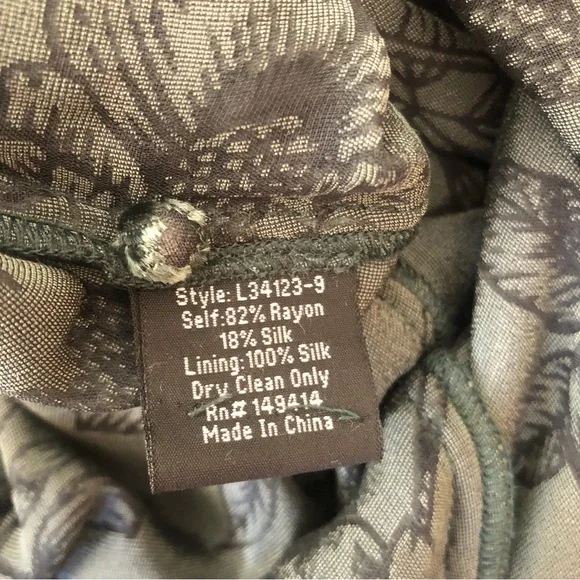 Style: L34123-9
Self:82% Rayon
18% Silk
Lining:100% Silk
Dry Clean Only
Rn# 149414
Made In China